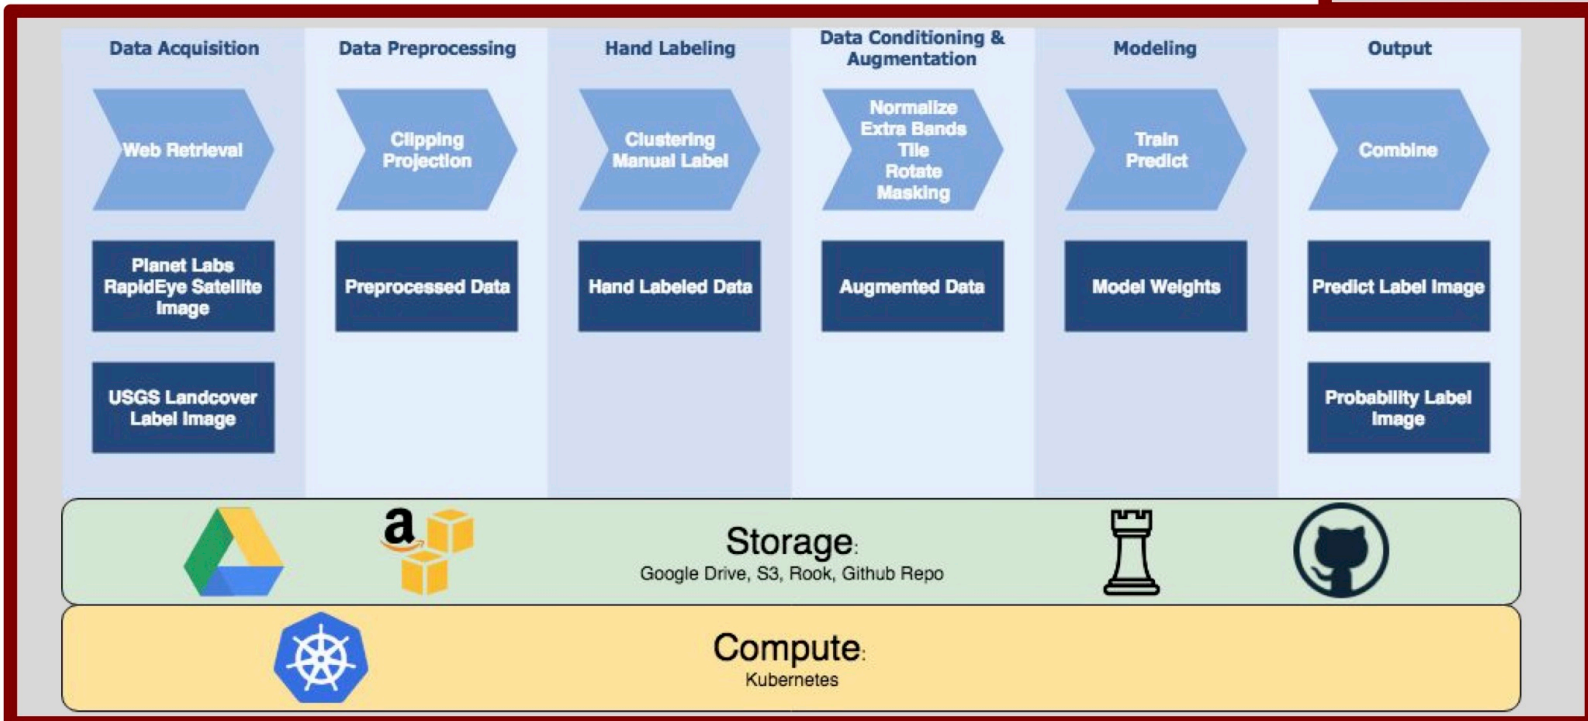 Data Acquisition
Web Retrieval
Planet Labs
RapidEye Satellite
Image
USGS Landcover
Label Image
Data Preprocessing
Clipping
Projection
Preprocessed Data
Hand Labeling
Clustering
Manual Label
Hand Labeled Data
Data Conditioning &
Augmentation
Normalize
Extra Bands
Tile
Rotate
Masking
Augmented Data
Modeling
Train
Predict
Model Weights
Output
Combine
Predict Label Image
Probability Label
Image
a
Storage:
Google Drive, S3, Rook, Github Repo
Compute:
Kubernetes